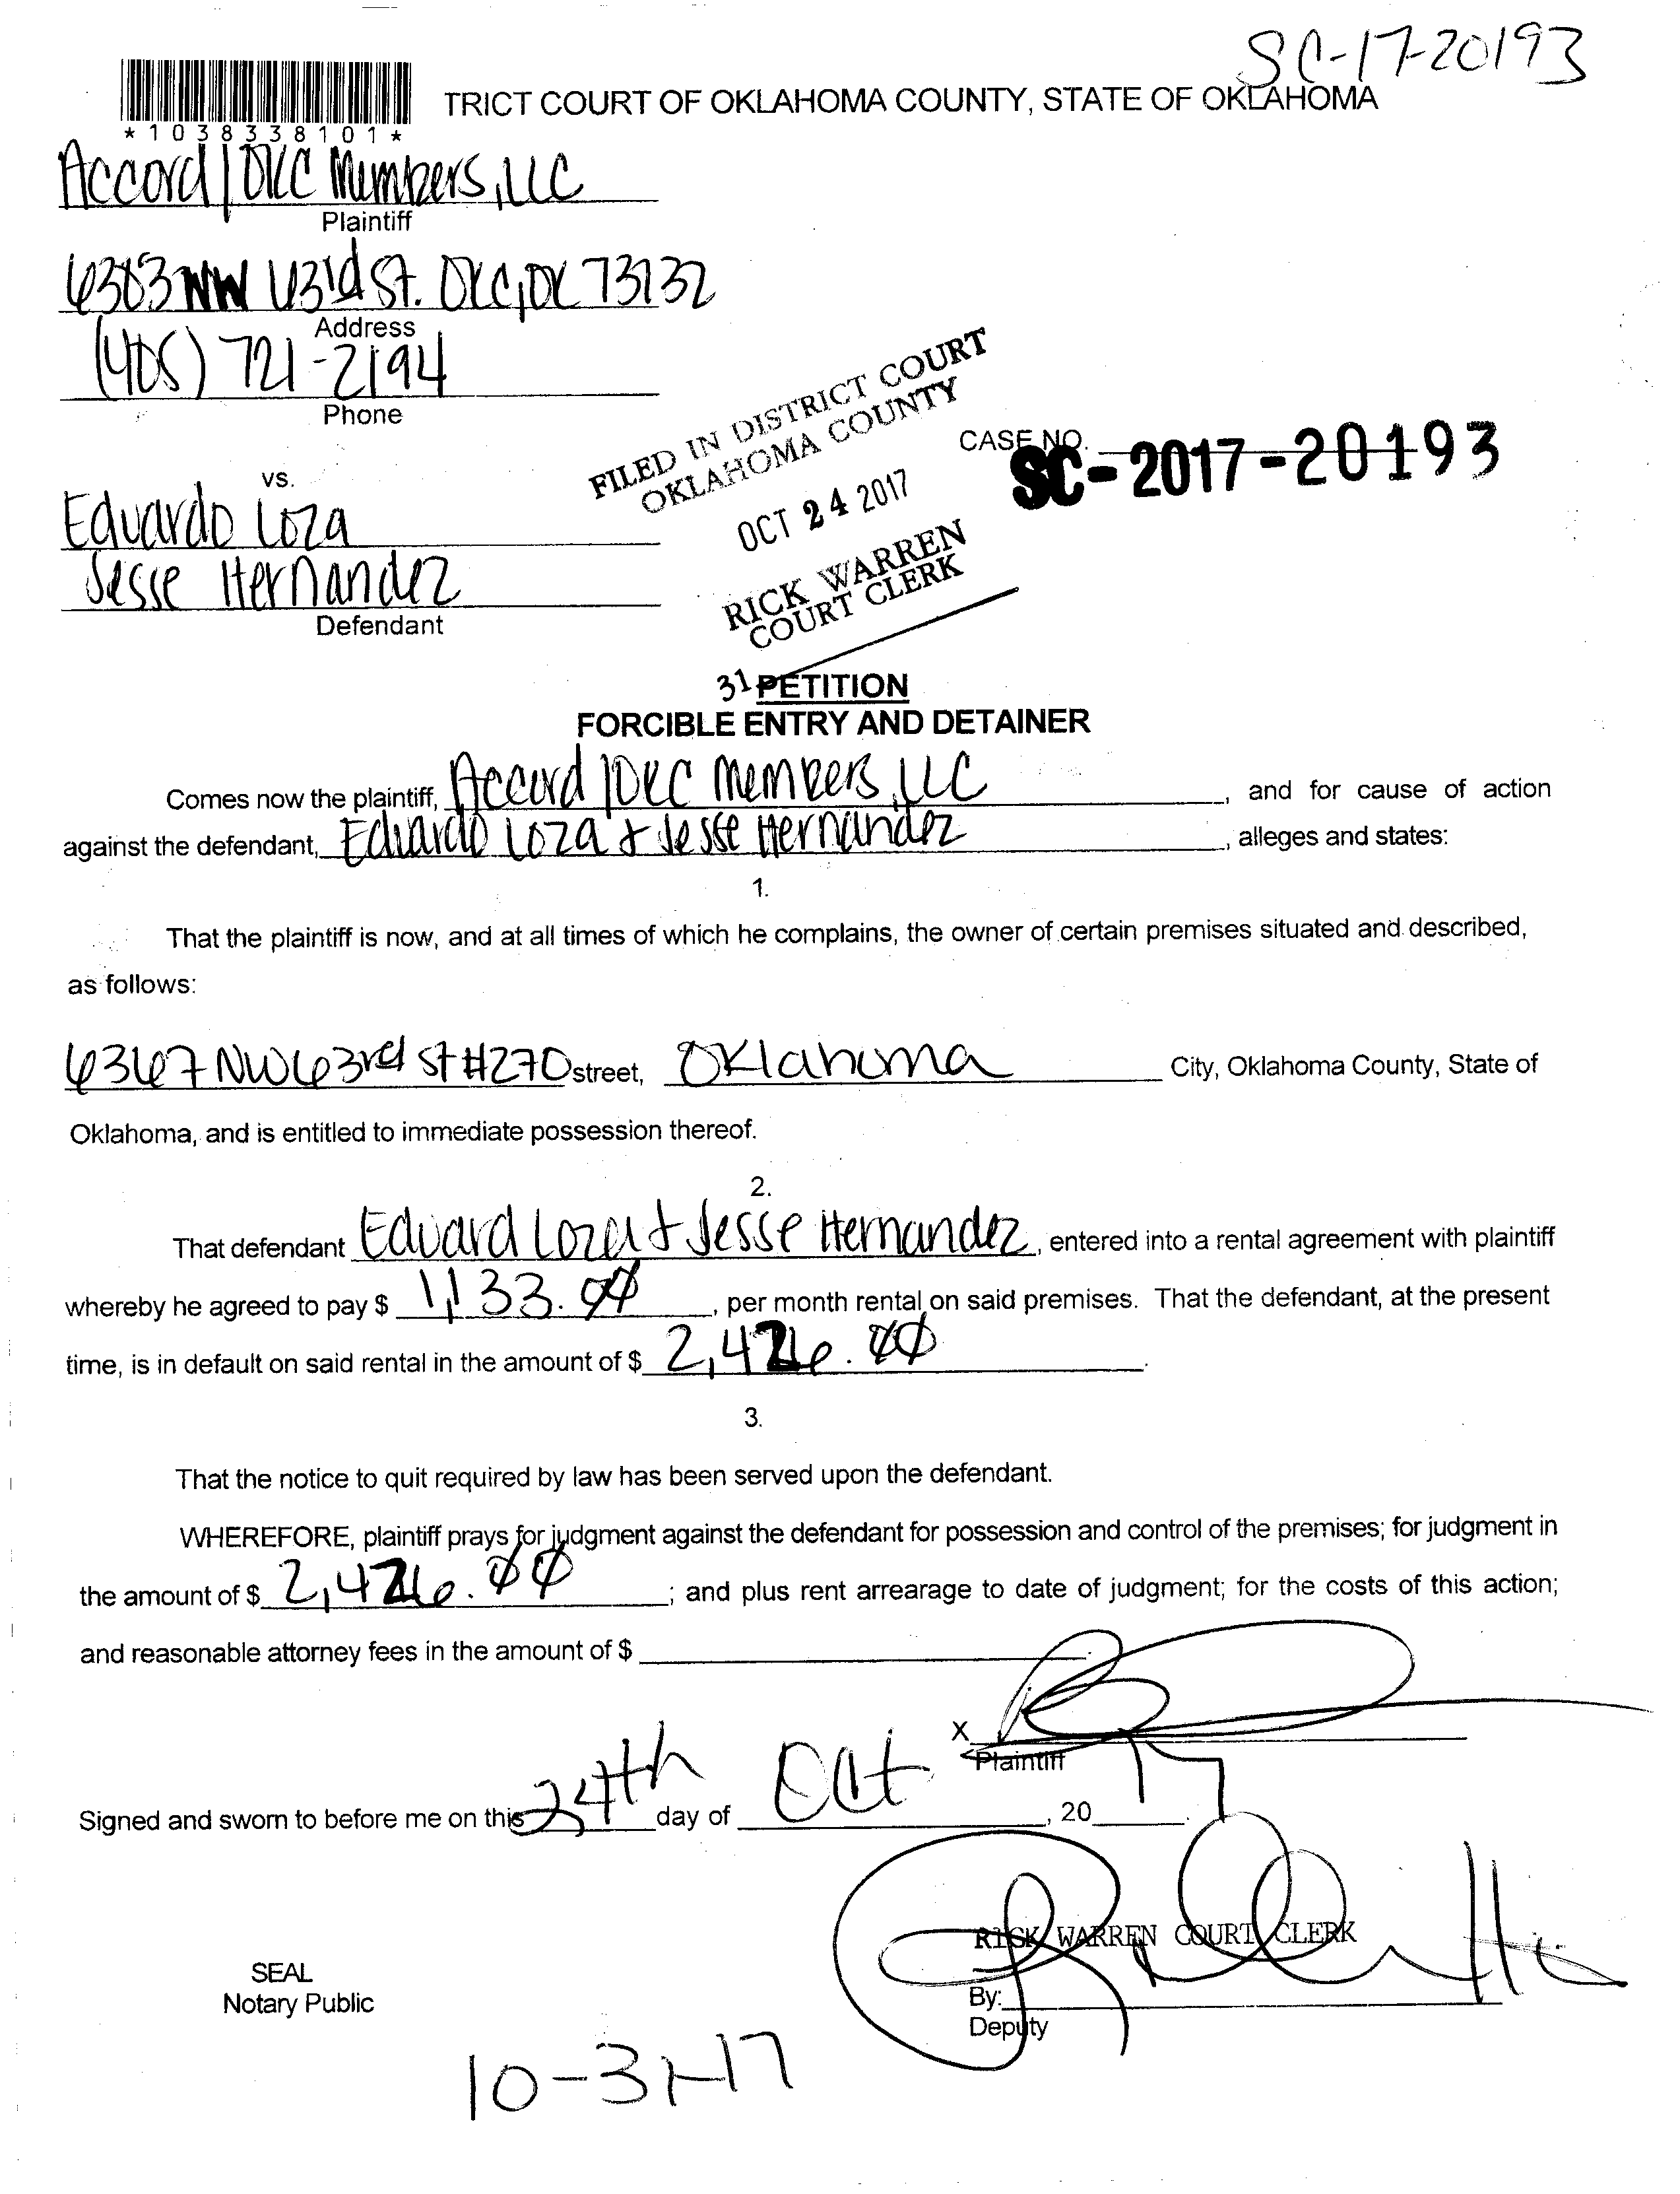 SC-17-20193
TRICT COURT OF OKLAHOMA COUNTY, STATE OF OKLAHOMA
*1038338101*
Accord/OKC Members, LLC
Plaintiff
6303 NW 63rd St. OKC, OK 73132
Address
(405) 721-2194
Phone
FILED IN DISTRICT COURT
OKLAHOMA COUNTY
OCT 24 2017
RICK WARREN
COURT CLERK
31
CASE NO.
SC-2017-20193
vs.
Eduardo Loza
Jesse Hernandez
Defendant
PETITION
FORCIBLE ENTRY AND DETAINER
Comes now the plaintiff, Accord/OKC Members, LLC, and for cause of action
against the defendant, Eduardo Loza + Jesse Hernandez, alleges and states:
1.
That the plaintiff is now, and at all times of which he complains, the owner of certain premises situated and described,
as follows:
6367 NW 63rd St #270 street, Oklahoma City, Oklahoma County, State of
Oklahoma, and is entitled to immediate possession thereof.
2.
That defendant Eduard Loza + Jesse Hernandez, entered into a rental agreement with plaintiff
whereby he agreed to pay $ 1,133.00, per month rental on said premises. That the defendant, at the present
time, is in default on said rental in the amount of $ 2,426.00.
3.
That the notice to quit required by law has been served upon the defendant.
WHEREFORE, plaintiff prays for judgment against the defendant for possession and control of the premises; for judgment in
the amount of $ 2,426.00; and plus rent arrearage to date of judgment; for the costs of this action;
and reasonable attorney fees in the amount of $
X
Plaintiff
Signed and sworn to before me on this 24th day of Oct, 2017.
RICK WARREN COURT CLERK
SEAL
Notary Public
By:
Deputy
10-31-17